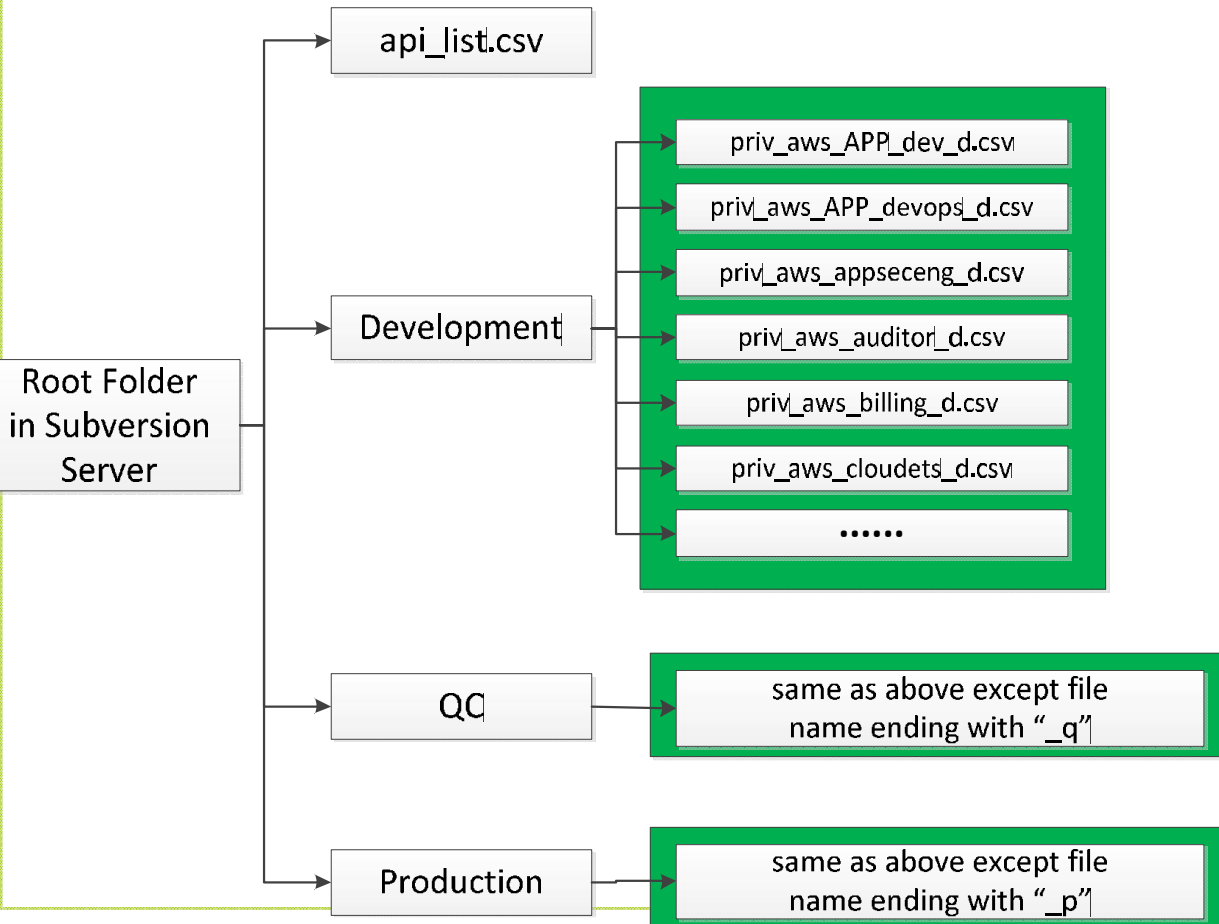 api_list.csv
priv_aws_APP_dev_d.csv
priv_aws_APP_devops_d.csv
priv_aws_appseceng_d.csv
Development
priv_aws_auditor_d.csv
Root Folder
in Subversion
Server
priv_aws_billing_d.csv
priv_aws_cloudets_d.csv
......
QC
same as above except file
name ending with “_q”
Production
same as above except file
name ending with “_p”